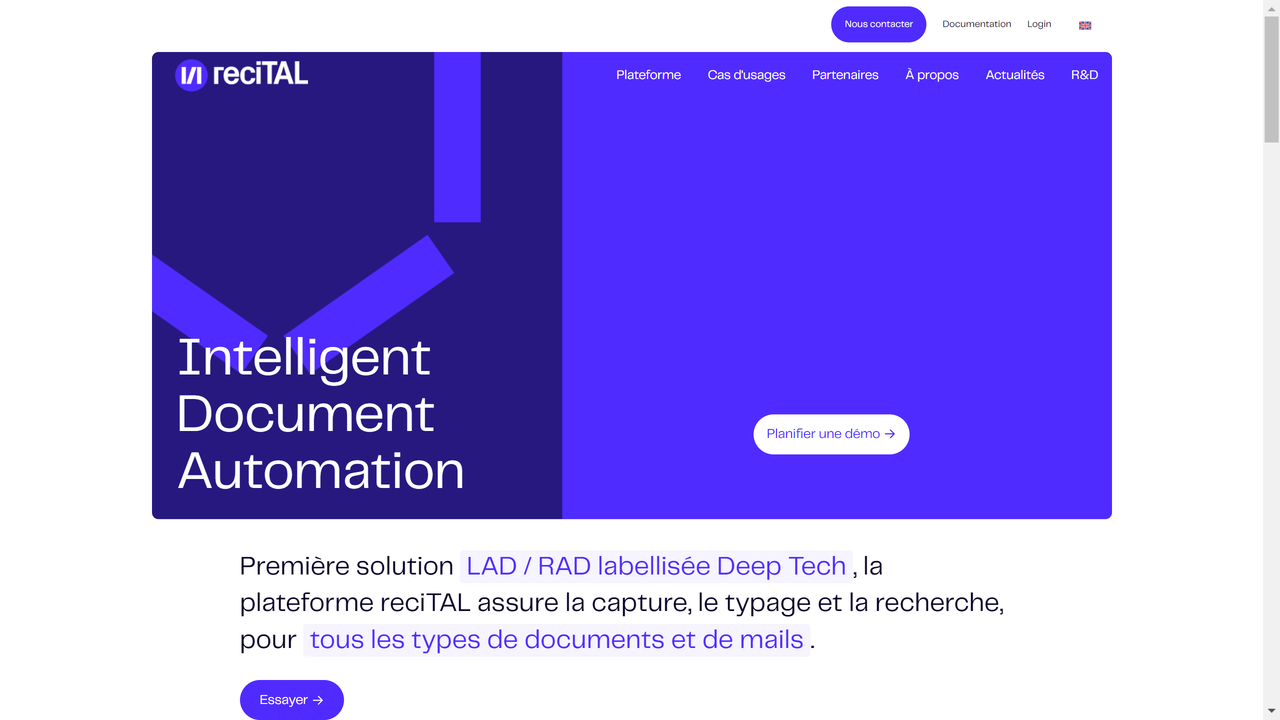 Nous contacter Documentation Login
reciTAL Plateforme Cas d'usages Partenaires À propos Actualités R&D
Intelligent
Document
Automation
Planifier une démo →
Première solution LAD / RAD labellisée Deep Tech , la
plateforme reciTAL assure la capture, le typage et la recherche,
pour tous les types de documents et de mails .
Essayer →